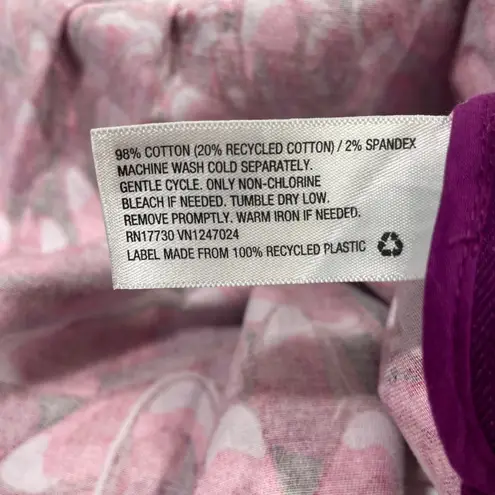 98% COTTON (20% RECYCLED COTTON) / 2% SPANDEX
MACHINE WASH COLD SEPARATELY.
GENTLE CYCLE. ONLY NON-CHLORINE
BLEACH IF NEEDED. TUMBLE DRY LOW.
REMOVE PROMPTLY. WARM IRON IF NEEDED.
RN17730 VN1247024
LABEL MADE FROM 100% RECYCLED PLASTIC